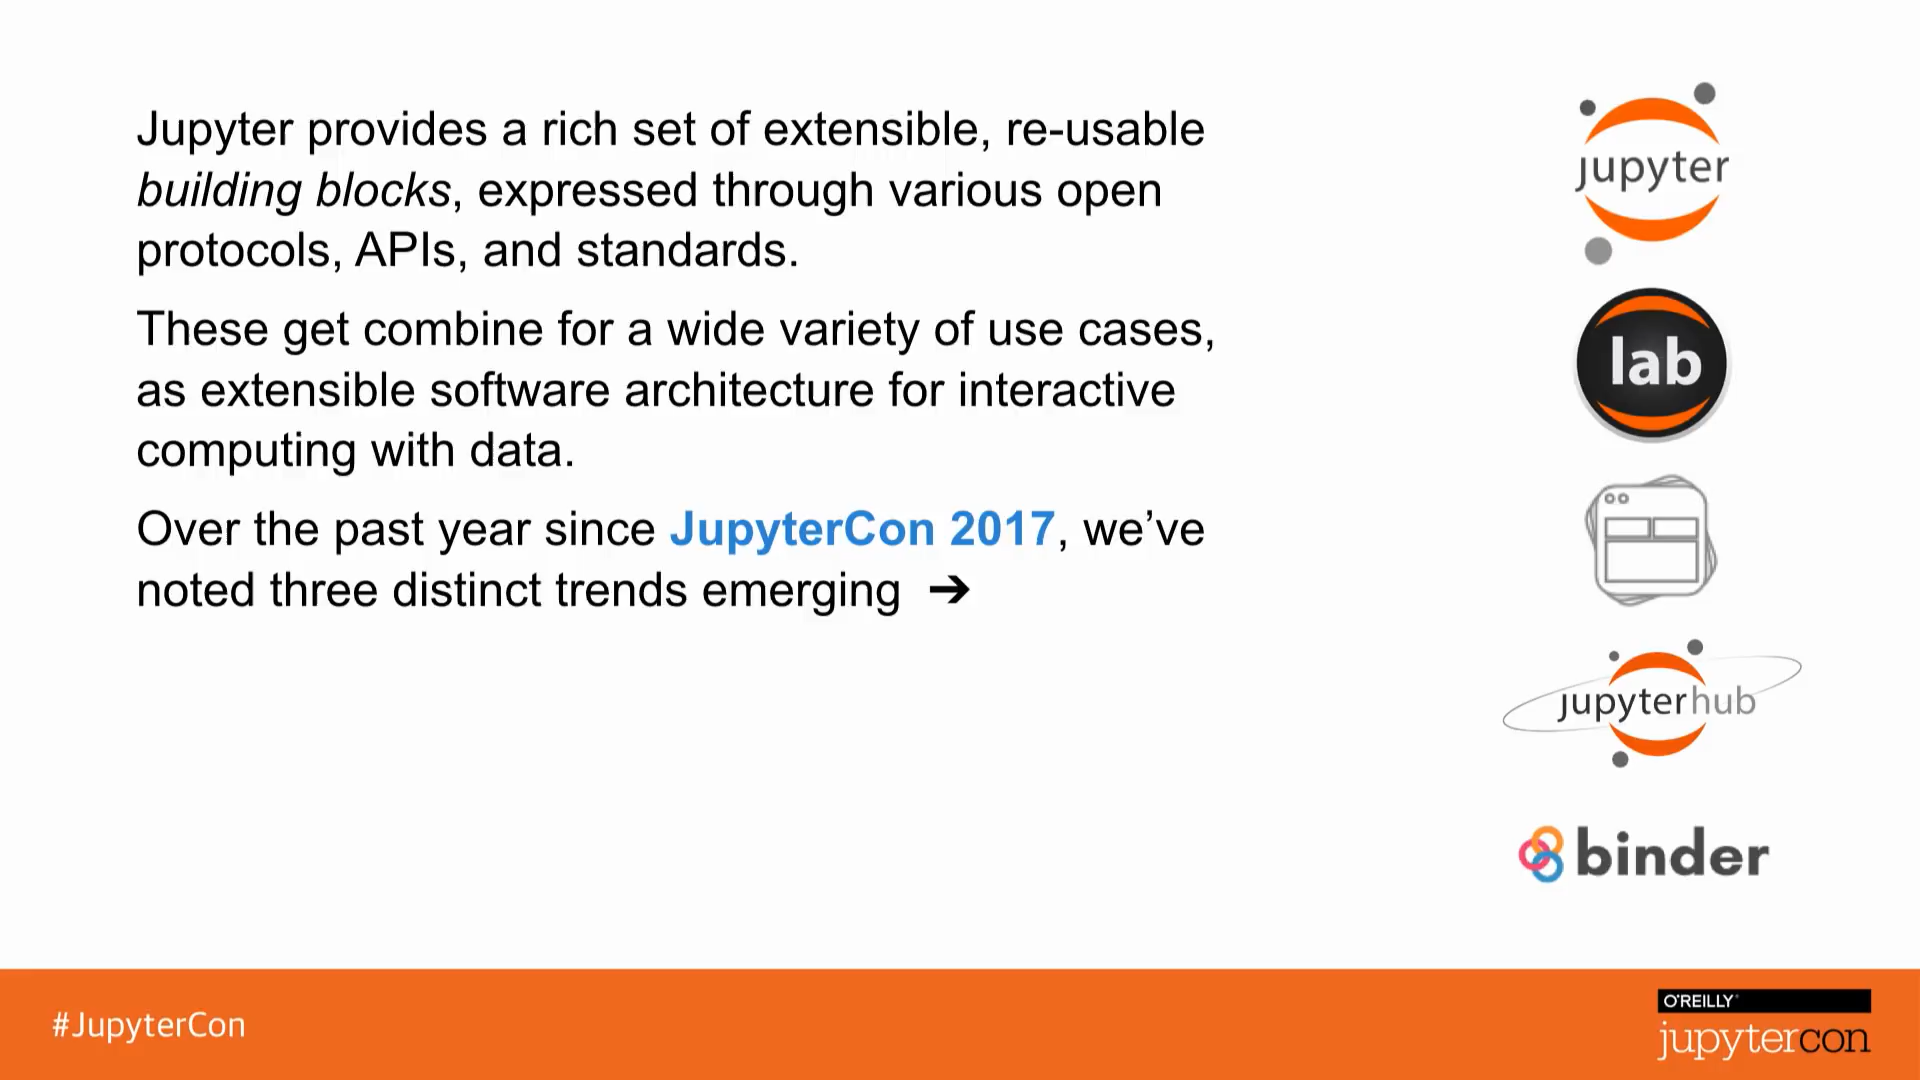 Jupyter provides a rich set of extensible, re-usable
building blocks, expressed through various open
protocols, APIs, and standards.
These get combine for a wide variety of use cases,
as extensible software architecture for interactive
computing with data.
Over the past year since JupyterCon 2017, we’ve
noted three distinct trends emerging ➔
jupyter
lab
jupyterhub
binder
#JupyterCon
O'REILLY®
jupytercon